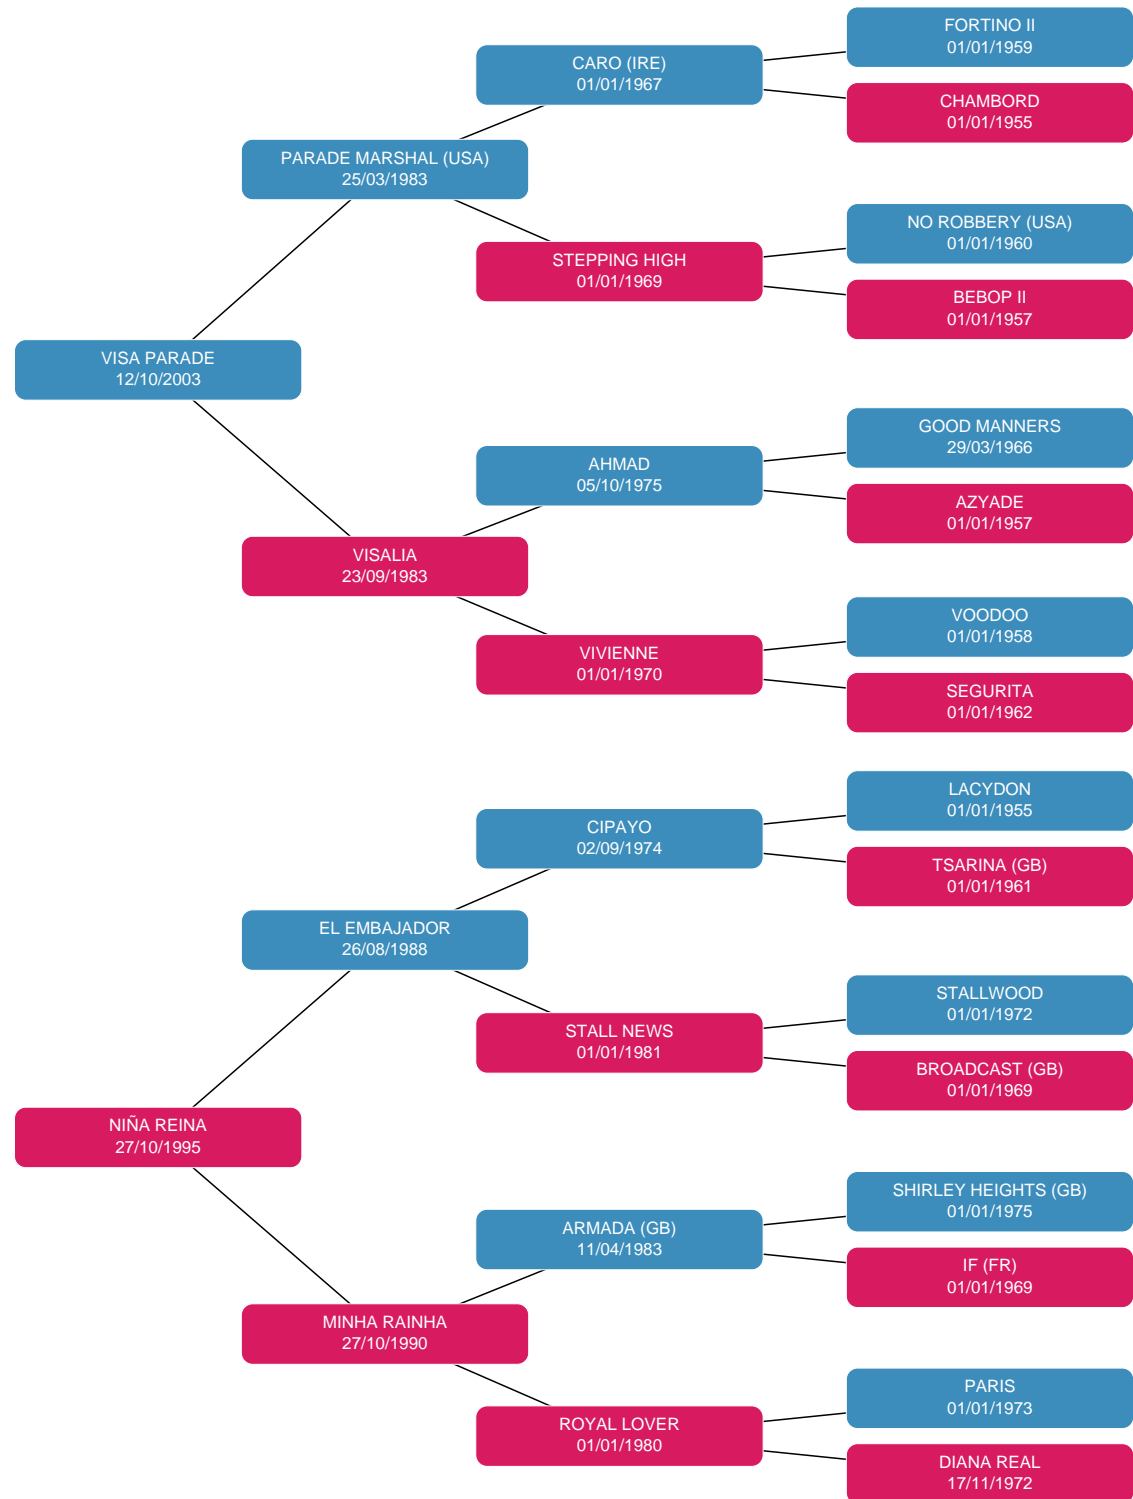 FORTINO II
01/01/1959
CARO (IRE)
01/01/1967
CHAMBORD
01/01/1955
PARADE MARSHAL (USA)
25/03/1983
NO ROBBERY (USA)
01/01/1960
STEPPING HIGH
01/01/1969
BEBOP II
01/01/1957
VISA PARADE
12/10/2003
GOOD MANNERS
29/03/1966
AHMAD
05/10/1975
AZYADE
01/01/1957
VISALIA
23/09/1983
VOODOO
01/01/1958
VIVIENNE
01/01/1970
SEGURITA
01/01/1962
LACYDON
01/01/1955
CIPAYO
02/09/1974
TSARINA (GB)
01/01/1961
EL EMBAJADOR
26/08/1988
STALLWOOD
01/01/1972
STALL NEWS
01/01/1981
BROADCAST (GB)
01/01/1969
NIÑA REINA
27/10/1995
SHIRLEY HEIGHTS (GB)
01/01/1975
ARMADA (GB)
11/04/1983
IF (FR)
01/01/1969
MINHA RAINHA
27/10/1990
PARIS
01/01/1973
ROYAL LOVER
01/01/1980
DIANA REAL
17/11/1972